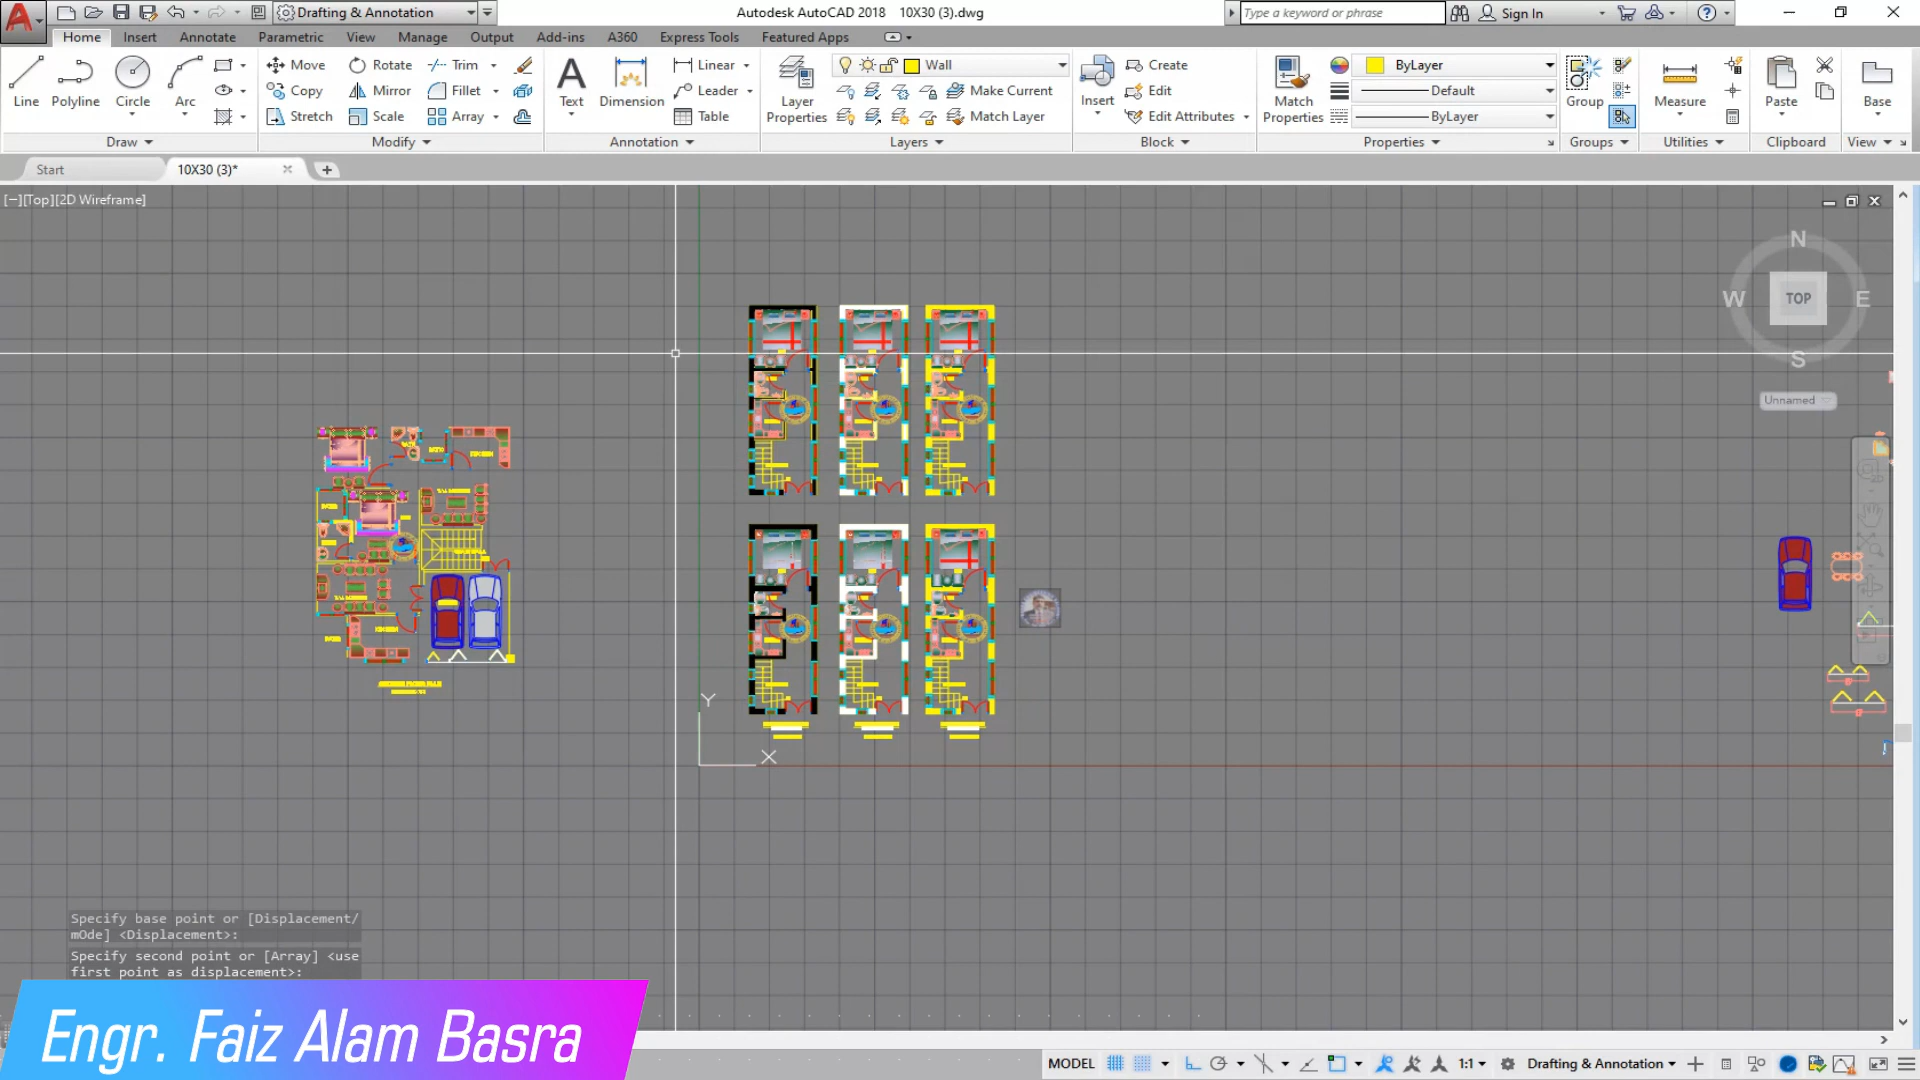 Drafting & Annotation
Autodesk AutoCAD 2018 10X30 (3).dwg
Type a keyword or phrase
Sign In
Home Insert Annotate Parametric View Manage Output Add-ins A360 Express Tools Featured Apps
Line
Polyline
Circle
Arc
Draw
Move
Rotate
Trim
Copy
Mirror
Fillet
Stretch
Scale
Array
Modify
Text
Dimension
Linear
Leader
Table
Annotation
Layer
Properties
Wall
Make Current
Match Layer
Layers
Insert
Create
Edit
Edit Attributes
Block
Match
Properties
ByLayer
Default
ByLayer
Properties
Group
Groups
Measure
Utilities
Paste
Clipboard
Base
View
Start
10X30 (3)*
[−][Top][2D Wireframe]
N
W
TOP
E
S
Unnamed
Y
X
Specify base point or [Displacement/
mOde] <Displacement>:
Specify second point or [Array] <use
first point as displacement>:
Engr. Faiz Alam Basra
MODEL
1:1
Drafting & Annotation